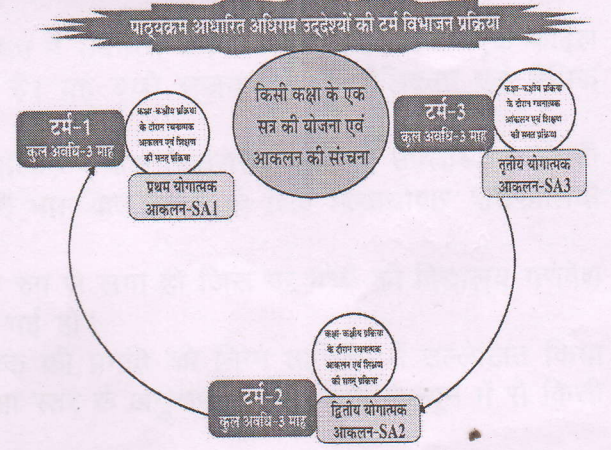 पाठ्यक्रम आधारित अधिगम उद्देश्यों की टर्म विभाजन प्रक्रिया
किसी कक्षा के एक
सत्र की योजना एवं
आकलन की संरचना
टर्म-1
कुल अवधि-3 माह
कक्षा-कक्षीय प्रक्रिया
के दौरान रचनात्मक
आकलन एवं शिक्षण
की सतत् प्रक्रिया
प्रथम योगात्मक
आकलन-SA1
टर्म-3
कुल अवधि-3 माह
कक्षा-कक्षीय प्रक्रिया
के दौरान रचनात्मक
आकलन एवं शिक्षण
की सतत प्रक्रिया
तृतीय योगात्मक
आकलन-SA3
कक्षा-कक्षीय प्रक्रिया
के दौरान रचनात्मक
आकलन एवं शिक्षण
की सतत् प्रक्रिया
टर्म-2
कुल अवधि-3 माह
द्वितीय योगात्मक
आकलन-SA2